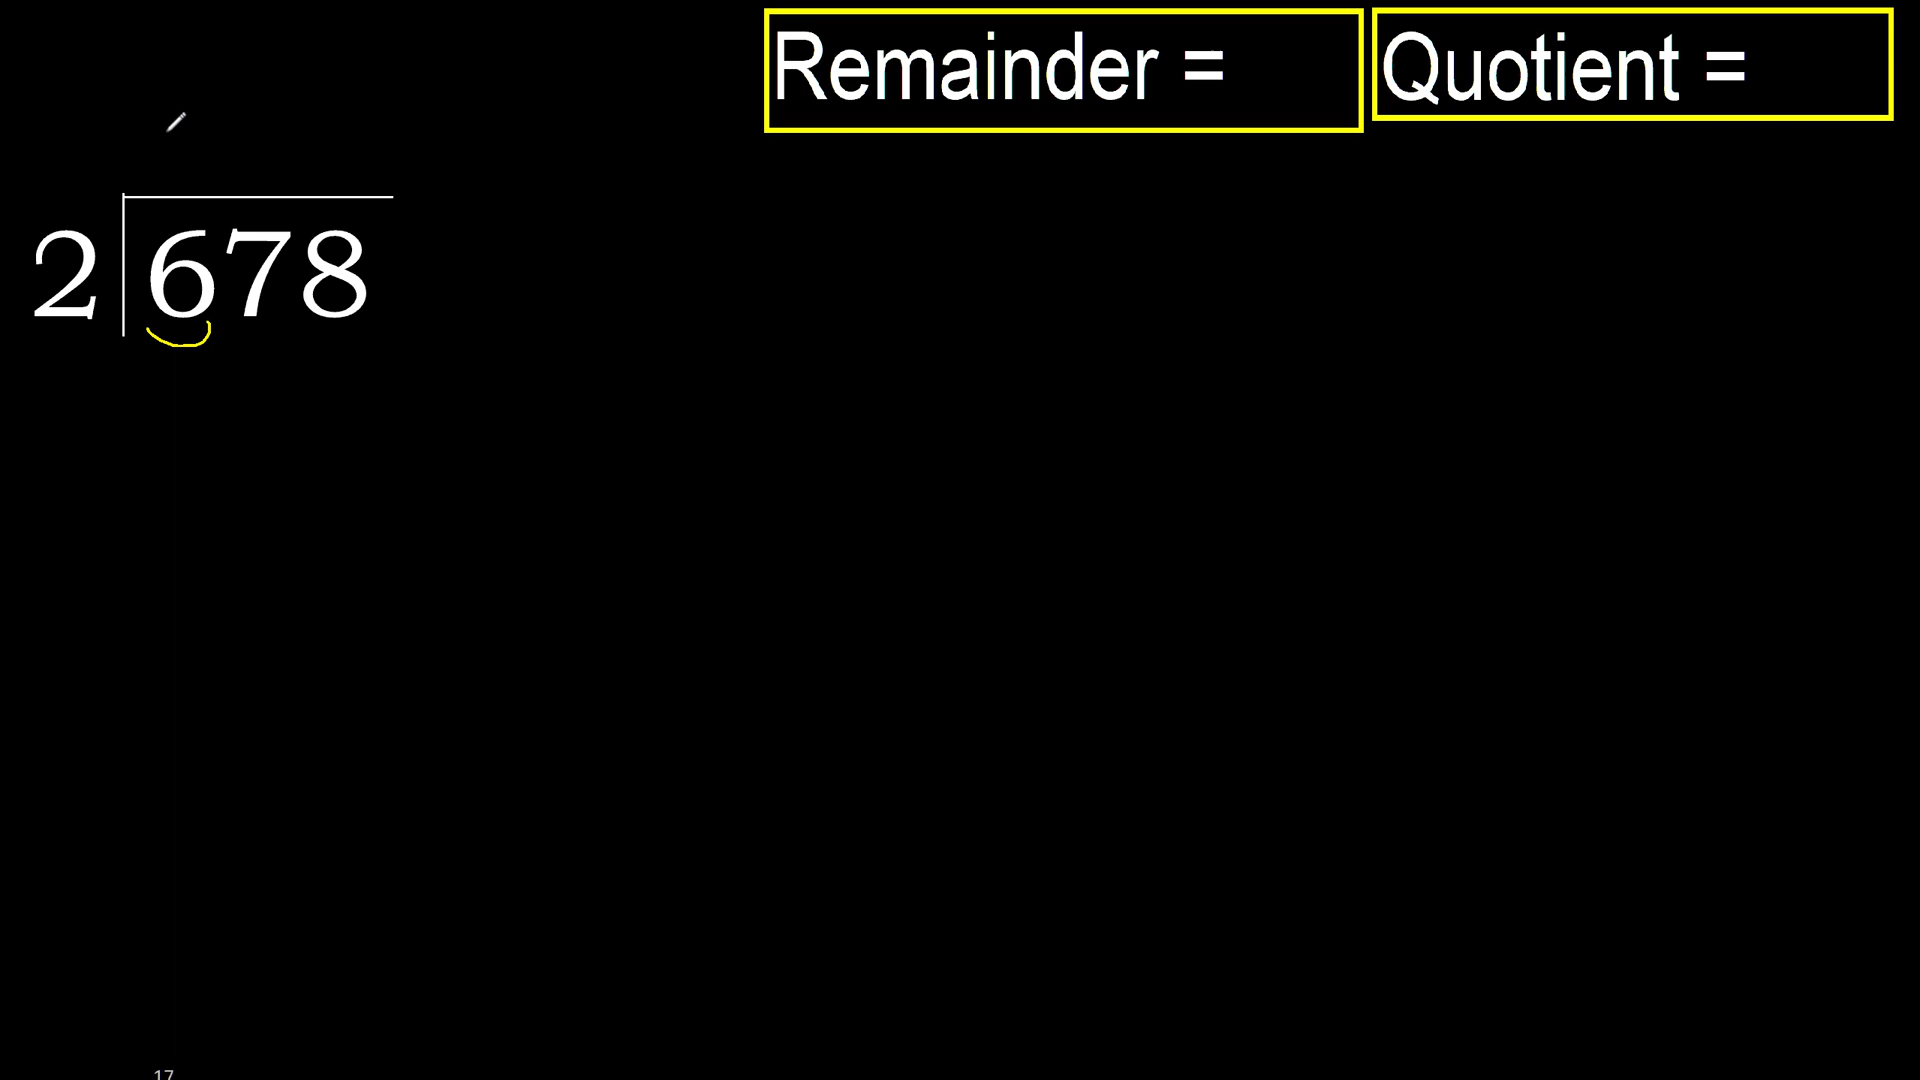 Remainder = Quotient =
2 678
17